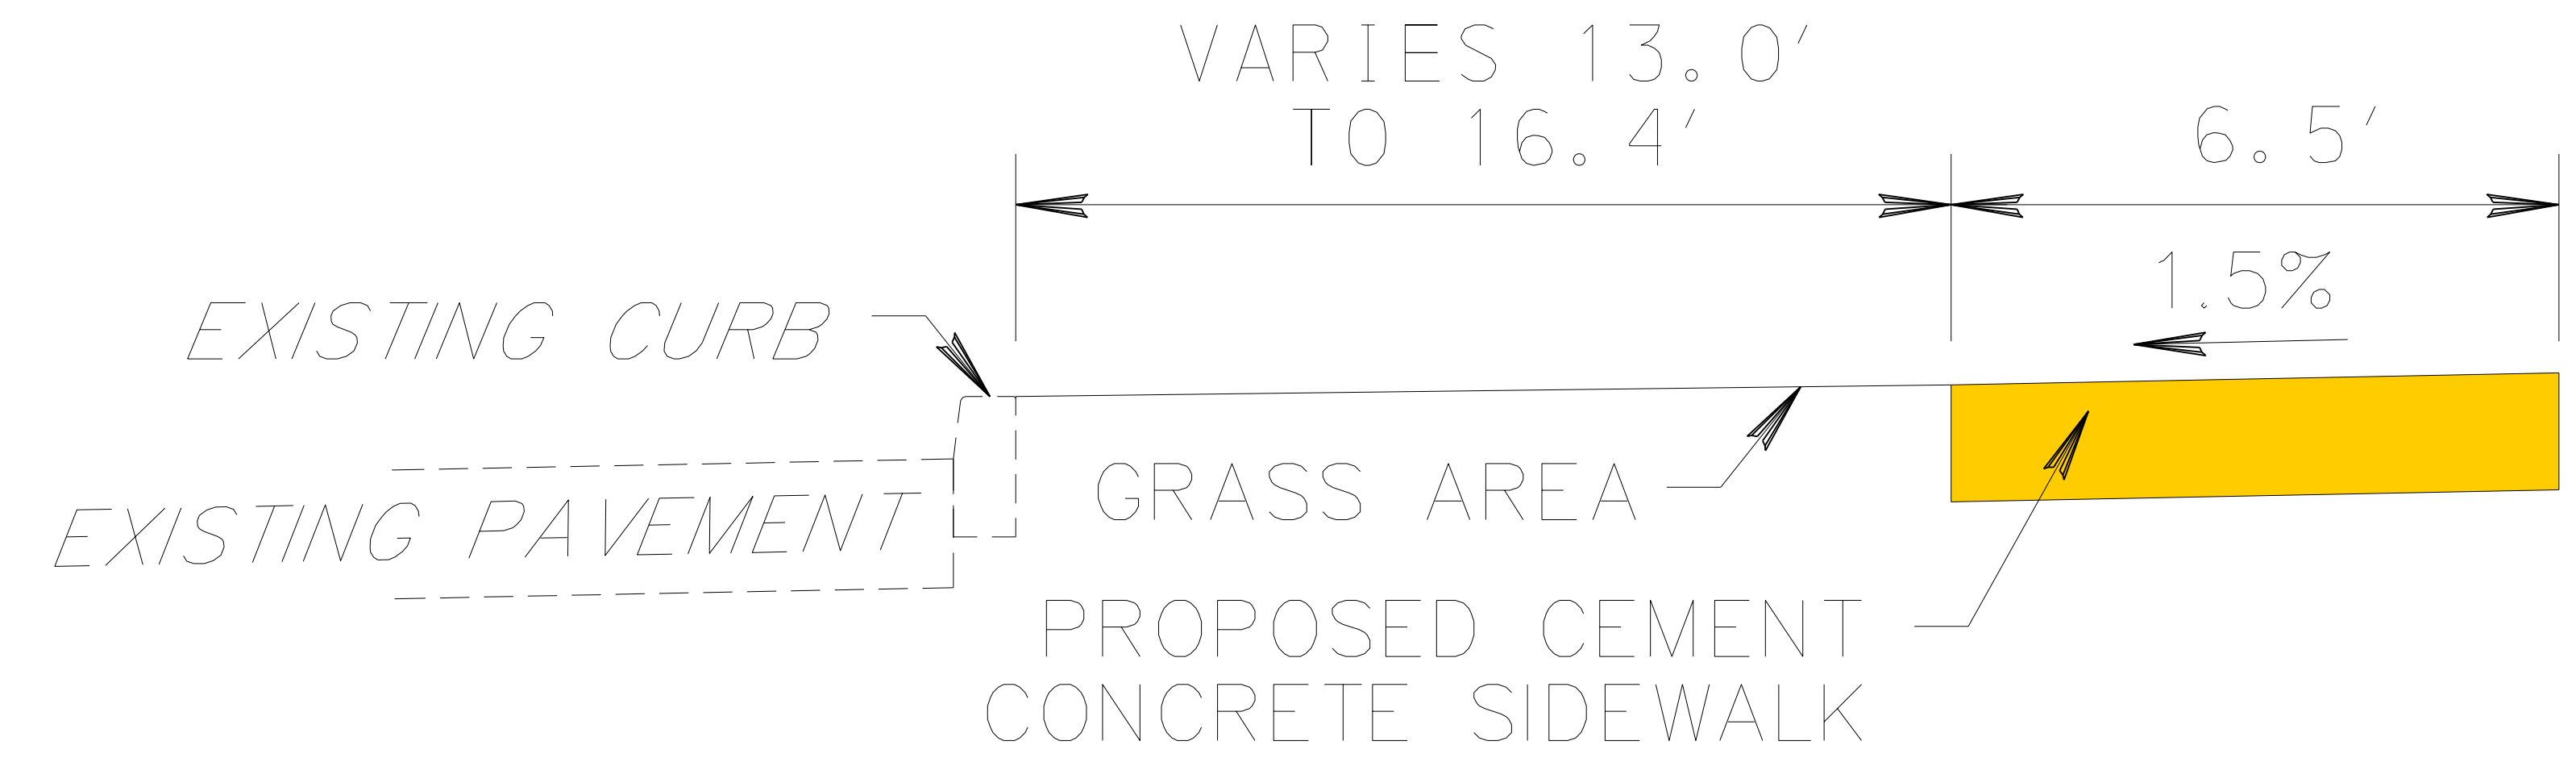 VARIES 13.0'
TO 16.4'
6.5'
1.5%
EXISTING CURB
GRASS AREA
EXISTING PAVEMENT
PROPOSED CEMENT
CONCRETE SIDEWALK